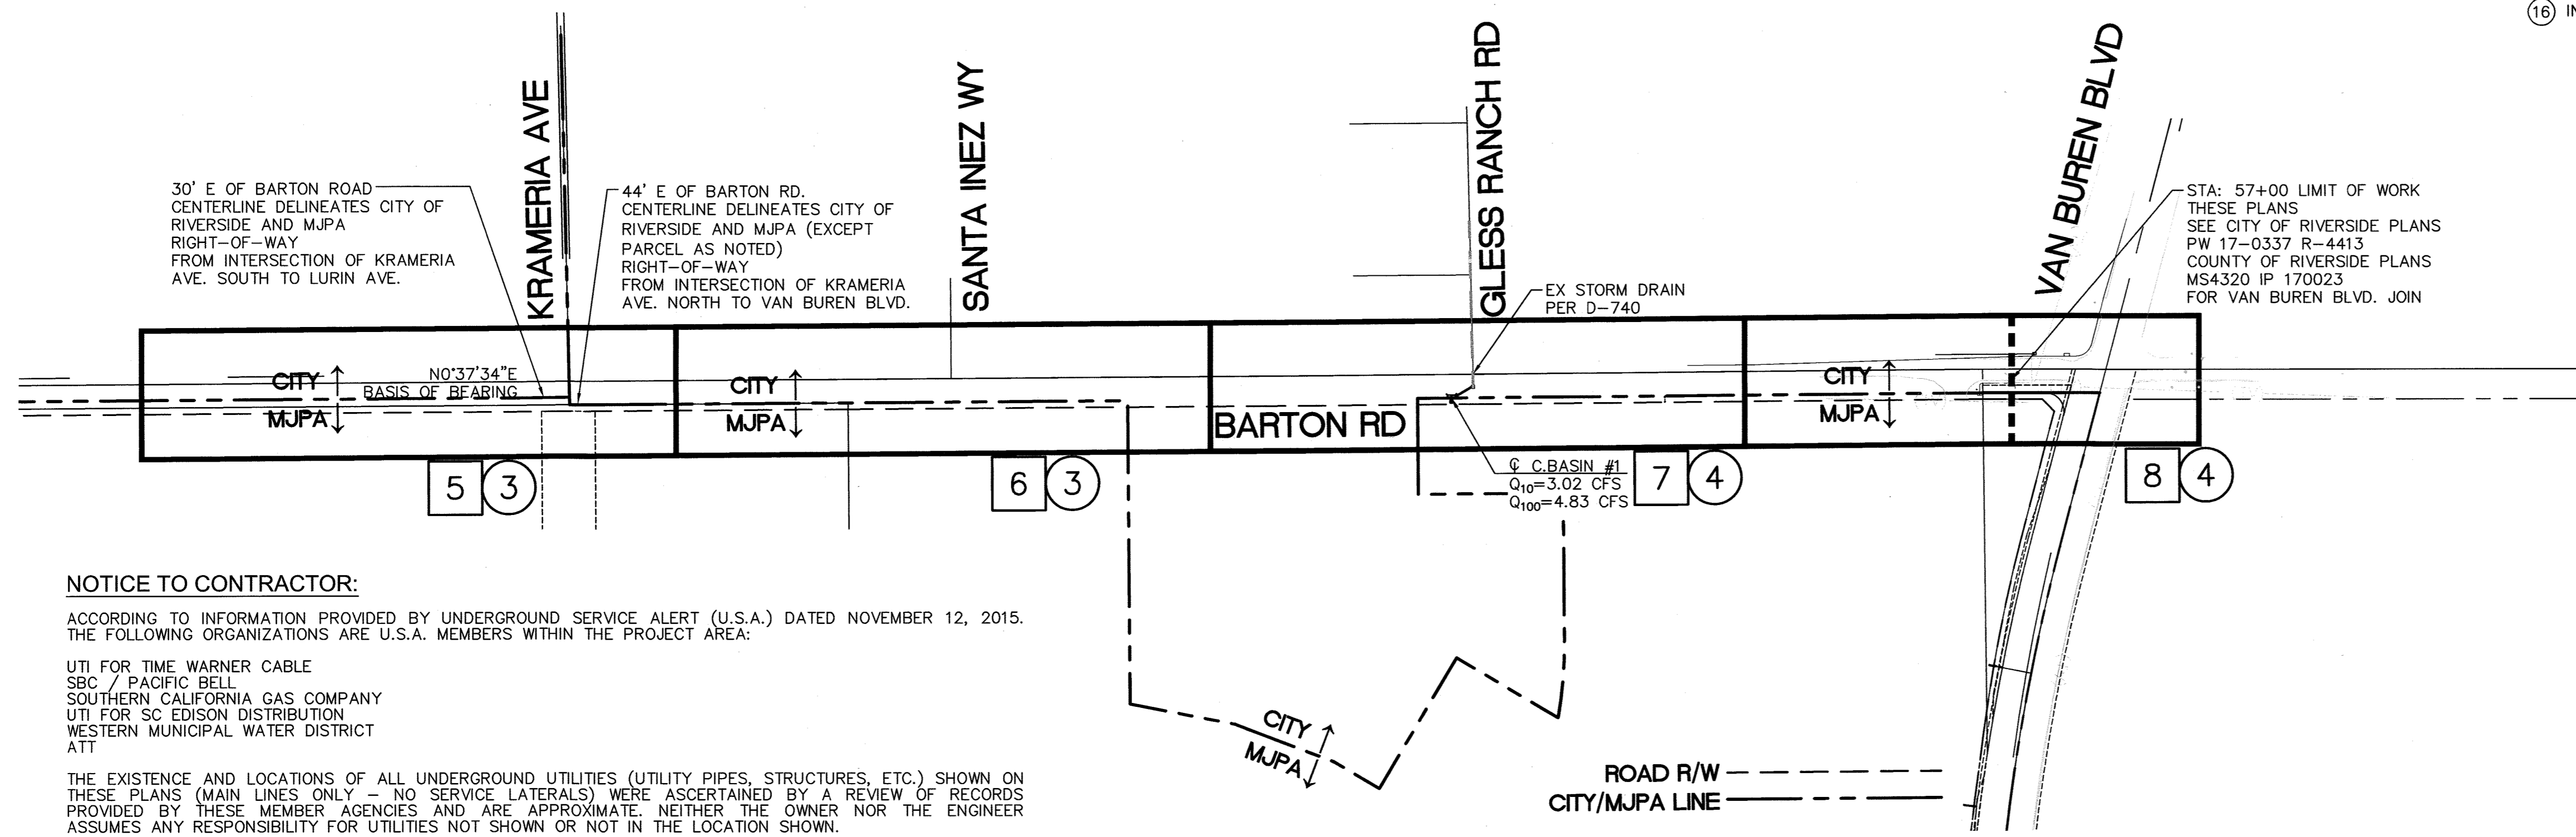 16 IN
KRAMERIA AVE
SANTA INEZ WY
GLESS RANCH RD
VAN BUREN BLVD
30' E OF BARTON ROAD
CENTERLINE DELINEATES CITY OF
RIVERSIDE AND MJPA
RIGHT-OF-WAY
FROM INTERSECTION OF KRAMERIA
AVE. SOUTH TO LURIN AVE.
44' E OF BARTON RD.
CENTERLINE DELINEATES CITY OF
RIVERSIDE AND MJPA (EXCEPT
PARCEL AS NOTED)
RIGHT-OF-WAY
FROM INTERSECTION OF KRAMERIA
AVE. NORTH TO VAN BUREN BLVD.
EX STORM DRAIN
PER D-740
STA: 57+00 LIMIT OF WORK
THESE PLANS
SEE CITY OF RIVERSIDE PLANS
PW 17-0337 R-4413
COUNTY OF RIVERSIDE PLANS
MS4320 IP 170023
FOR VAN BUREN BLVD. JOIN
CITY
MJPA
N0°37'34"E
BASIS OF BEARING
CITY
MJPA
BARTON RD
CITY
MJPA
5 3
6 3
℄ C.BASIN #1
Q10=3.02 CFS
Q100=4.83 CFS
7 4
8 4
NOTICE TO CONTRACTOR:
ACCORDING TO INFORMATION PROVIDED BY UNDERGROUND SERVICE ALERT (U.S.A.) DATED NOVEMBER 12, 2015.
THE FOLLOWING ORGANIZATIONS ARE U.S.A. MEMBERS WITHIN THE PROJECT AREA:
UTI FOR TIME WARNER CABLE
SBC / PACIFIC BELL
SOUTHERN CALIFORNIA GAS COMPANY
UTI FOR SC EDISON DISTRIBUTION
WESTERN MUNICIPAL WATER DISTRICT
ATT
THE EXISTENCE AND LOCATIONS OF ALL UNDERGROUND UTILITIES (UTILITY PIPES, STRUCTURES, ETC.) SHOWN ON
THESE PLANS (MAIN LINES ONLY - NO SERVICE LATERALS) WERE ASCERTAINED BY A REVIEW OF RECORDS
PROVIDED BY THESE MEMBER AGENCIES AND ARE APPROXIMATE. NEITHER THE OWNER NOR THE ENGINEER
ASSUMES ANY RESPONSIBILITY FOR UTILITIES NOT SHOWN OR NOT IN THE LOCATION SHOWN.
CITY
MJPA
ROAD R/W
CITY/MJPA LINE